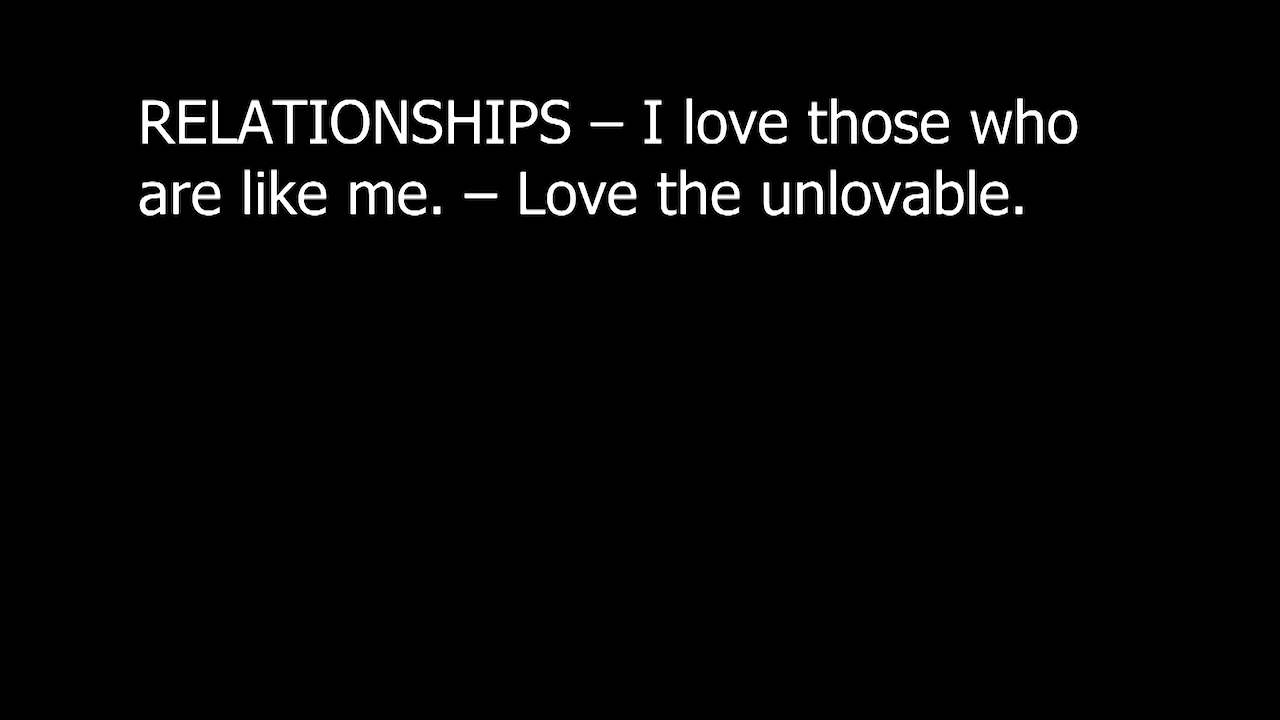 RELATIONSHIPS – I love those who
are like me. – Love the unlovable.